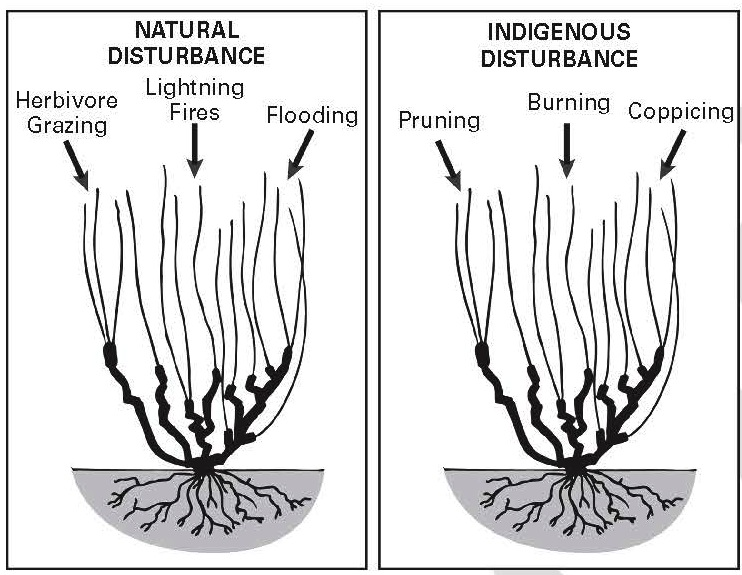 NATURAL
DISTURBANCE
Herbivore
Grazing
Lightning
Fires
Flooding
INDIGENOUS
DISTURBANCE
Pruning
Burning
Coppicing